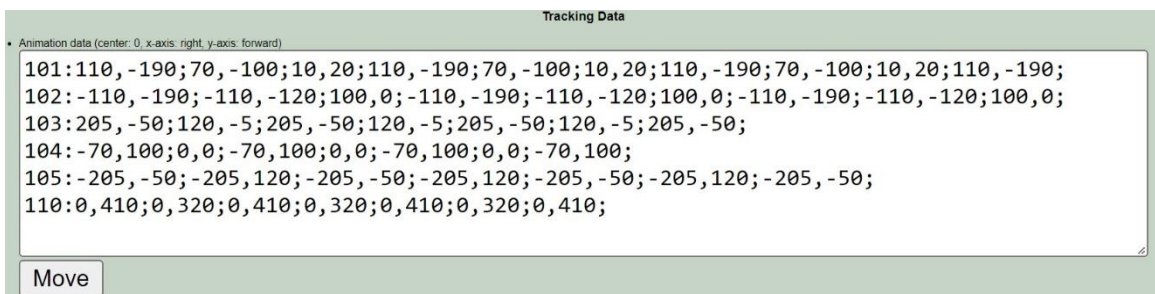 Tracking Data
Animation data (center: 0, x-axis: right, y-axis: forward)
101:110,-190;70,-100;10,20;110,-190;70,-100;10,20;110,-190;70,-100;10,20;110,-190;
102:-110,-190;-110,-120;100,0;-110,-190;-110,-120;100,0;-110,-190;-110,-120;100,0;
103:205,-50;120,-5;205,-50;120,-5;205,-50;120,-5;205,-50;
104:-70,100;0,0;-70,100;0,0;-70,100;0,0;-70,100;
105:-205,-50;-205,120;-205,-50;-205,120;-205,-50;-205,120;-205,-50;
110:0,410;0,320;0,410;0,320;0,410;0,320;0,410;
Move